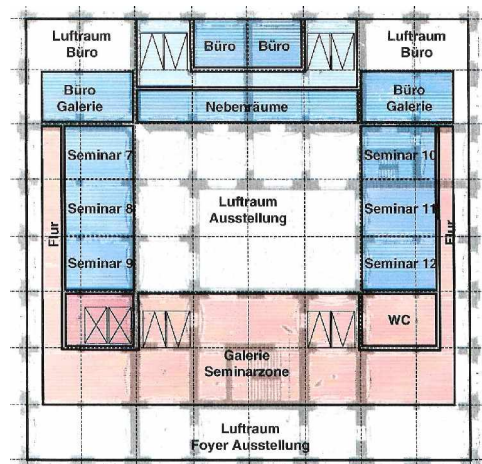 Luftraum
Büro
Büro
Büro
Luftraum
Büro
Büro
Galerie
Nebenräume
Büro
Galerie
Seminar 7
Seminar 10
Seminar 8
Luftraum
Ausstellung
Seminar 11
Flur
Flur
Seminar 9
Seminar 12
WC
Galerie
Seminarzone
Luftraum
Foyer Ausstellung